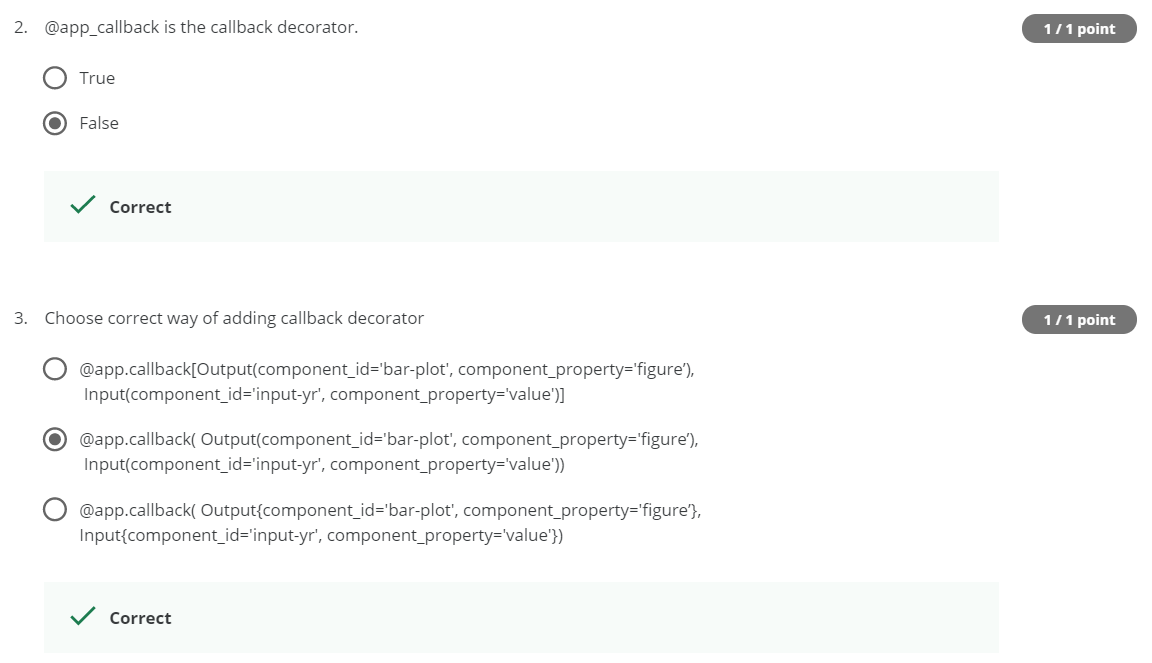 2. @app_callback is the callback decorator.
1 / 1 point
True
False
Correct
3. Choose correct way of adding callback decorator
1 / 1 point
@app.callback[Output(component_id='bar-plot', component_property='figure’),
Input(component_id='input-yr', component_property='value')]
@app.callback( Output(component_id='bar-plot', component_property='figure’),
Input(component_id='input-yr', component_property='value'))
@app.callback( Output{component_id='bar-plot', component_property='figure’},
Input{component_id='input-yr', component_property='value'})
Correct